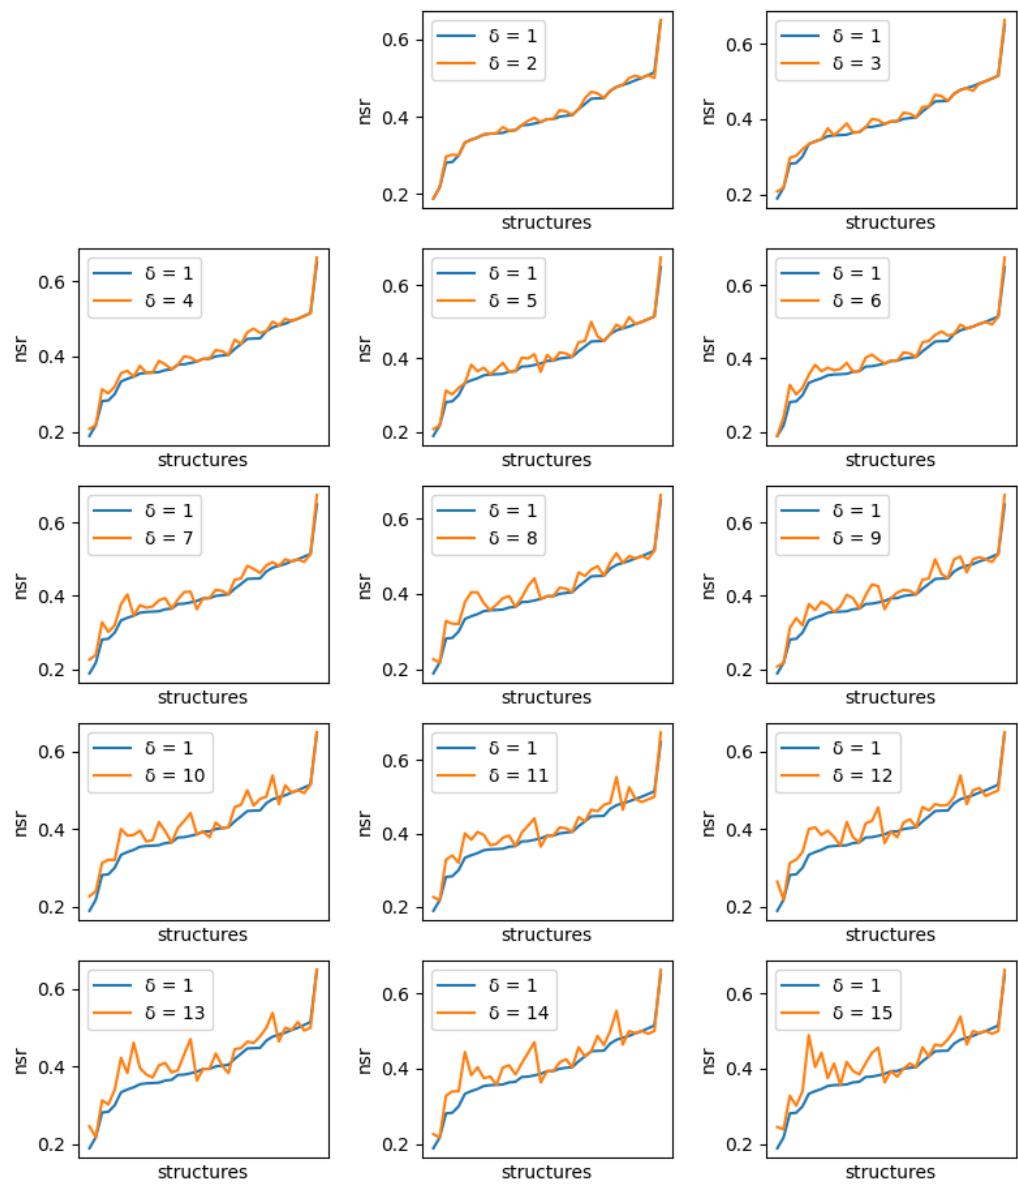 δ = 1
δ = 2
0.6
0.4
0.2
nsr
structures
δ = 1
δ = 3
0.6
0.4
0.2
nsr
structures
δ = 1
δ = 4
0.6
0.4
0.2
nsr
structures
δ = 1
δ = 5
0.6
0.4
0.2
nsr
structures
δ = 1
δ = 6
0.6
0.4
0.2
nsr
structures
δ = 1
δ = 7
0.6
0.4
0.2
nsr
structures
δ = 1
δ = 8
0.6
0.4
0.2
nsr
structures
δ = 1
δ = 9
0.6
0.4
0.2
nsr
structures
δ = 1
δ = 10
0.6
0.4
0.2
nsr
structures
δ = 1
δ = 11
0.6
0.4
0.2
nsr
structures
δ = 1
δ = 12
0.6
0.4
0.2
nsr
structures
δ = 1
δ = 13
0.6
0.4
0.2
nsr
structures
δ = 1
δ = 14
0.6
0.4
0.2
nsr
structures
δ = 1
δ = 15
0.6
0.4
0.2
nsr
structures